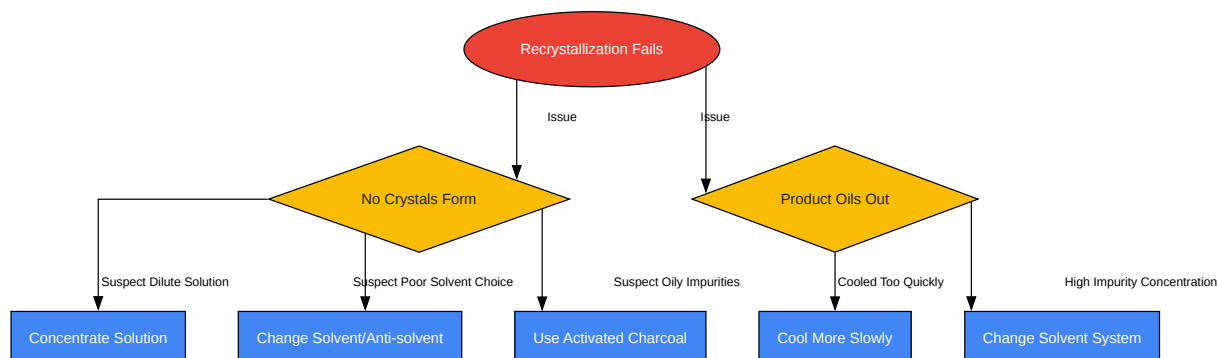 Recrystallization Fails
Issue
Issue
No Crystals Form
Product Oils Out
Suspect Dilute Solution
Suspect Poor Solvent Choice
Suspect Oily Impurities
Cooled Too Quickly
High Impurity Concentration
Concentrate Solution
Change Solvent/Anti-solvent
Use Activated Charcoal
Cool More Slowly
Change Solvent System